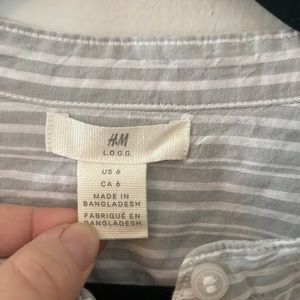 H&M
L.O.G.G.
US 6
CA 6
MADE IN
BANGLADESH
FABRIQUÉ EN
BANGLADESH